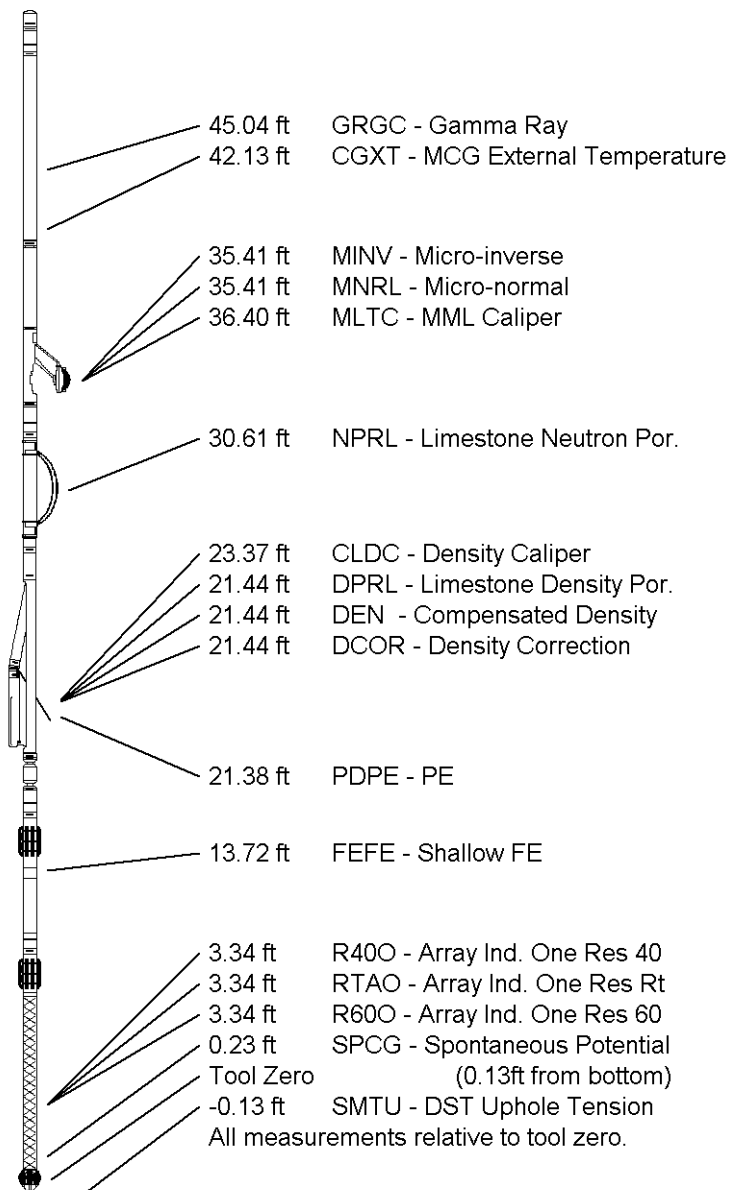 45.04 ft GRGC - Gamma Ray
42.13 ft CGXT - MCG External Temperature
35.41 ft MINV - Micro-inverse
35.41 ft MNRL - Micro-normal
36.40 ft MLTC - MML Caliper
30.61 ft NPRL - Limestone Neutron Por.
23.37 ft CLDC - Density Caliper
21.44 ft DPRL - Limestone Density Por.
21.44 ft DEN - Compensated Density
21.44 ft DCOR - Density Correction
21.38 ft PDPE - PE
13.72 ft FEFE - Shallow FE
3.34 ft R40O - Array Ind. One Res 40
3.34 ft RTAO - Array Ind. One Res Rt
3.34 ft R60O - Array Ind. One Res 60
0.23 ft SPCG - Spontaneous Potential
Tool Zero (0.13ft from bottom)
-0.13 ft SMTU - DST Uphole Tension
All measurements relative to tool zero.